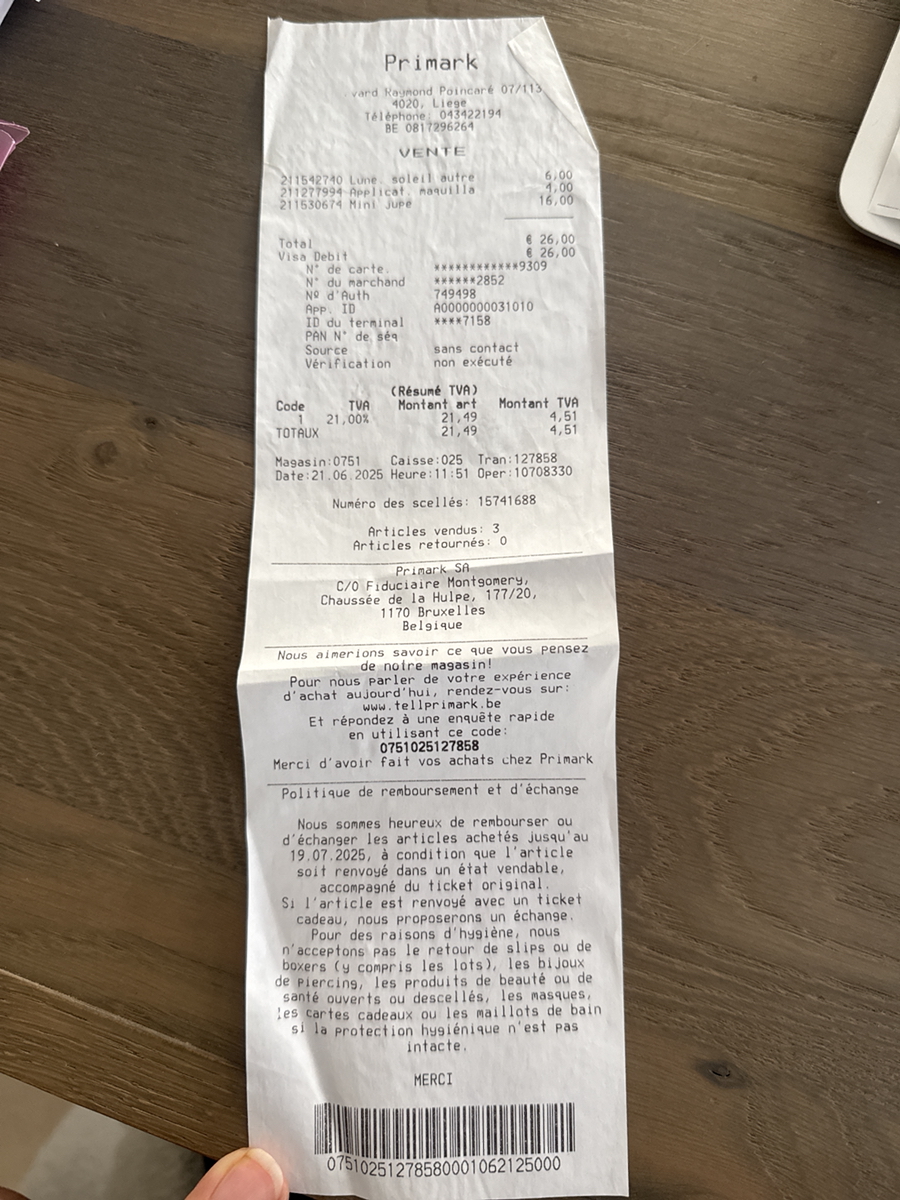 Primark
vard Raymond Poincaré 07/113
4020, Liege
Téléphone: 043422194
BE 0817296264
VENTE
211542740 Lune. soleil autre 6,00
211277994 Applicat. maquilla 4,00
211530674 Mini jupe 16,00
Total € 26,00
Visa Debit € 26,00
N° de carte. ************9309
N° du marchand ******2852
Nº d'Auth 749498
App. ID A0000000031010
ID du terminal ****7158
PAN N° de séq
Source sans contact
Vérification non exécuté
(Résumé TVA)
Code TVA Montant art Montant TVA
1 21,00% 21,49 4,51
TOTAUX 21,49 4,51
Magasin:0751 Caisse:025 Tran:127858
Date:21.06.2025 Heure:11:51 Oper:10708330
Numéro des scellés: 15741688
Articles vendus: 3
Articles retournés: 0
Primark SA
C/O Fiduciaire Montgomery,
Chaussée de la Hulpe, 177/20,
1170 Bruxelles
Belgique
Nous aimerions savoir ce que vous pensez
de notre magasin!
Pour nous parler de votre expérience
d'achat aujourd'hui, rendez-vous sur:
www.tellprimark.be
Et répondez à une enquête rapide
en utilisant ce code:
0751025127858
Merci d'avoir fait vos achats chez Primark
Politique de remboursement et d'échange
Nous sommes heureux de rembourser ou
d'échanger les articles achetés jusqu'au
19.07.2025, à condition que l'article
soit renvoyé dans un état vendable,
accompagné du ticket original.
Si l'article est renvoyé avec un ticket
cadeau, nous proposerons un échange.
Pour des raisons d'hygiène, nous
n'acceptons pas le retour de slips ou de
boxers (y compris les lots), les bijoux
de piercing, les produits de beauté ou de
santé ouverts ou descellés, les masques,
les cartes cadeaux ou les maillots de bain
si la protection hygiénique n'est pas
intacte.
MERCI
07510251278580001062125000